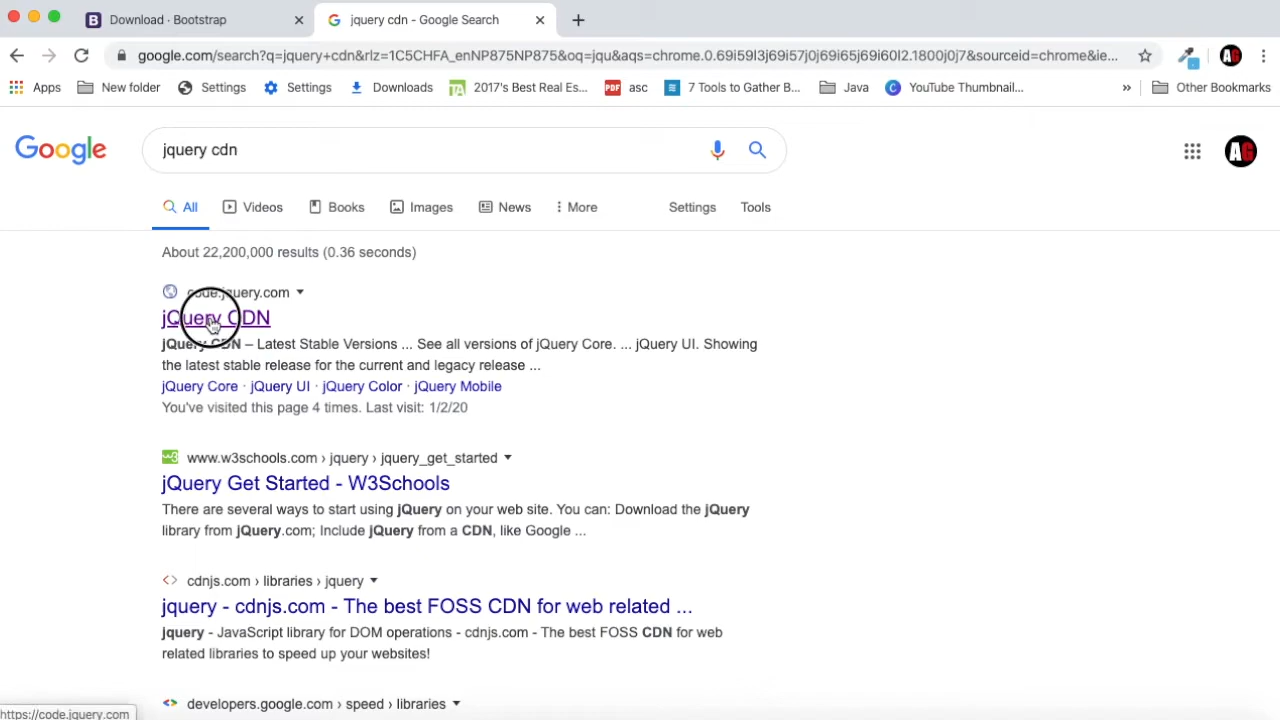 Download · Bootstrap
jquery cdn - Google Search
google.com/search?q=jquery+cdn&rlz=1C5CHFA_enNP875NP875&oq=jqu&aqs=chrome.0.69i59l3j69i57j0j69i65j69i60l2.1800j0j7&sourceid=chrome&ie...
Apps
New folder
Settings
Settings
Downloads
2017's Best Real Es...
asc
7 Tools to Gather B...
Java
YouTube Thumbnail...
»
Other Bookmarks
Google
jquery cdn
AG
All
Videos
Books
Images
News
More
Settings
Tools
About 22,200,000 results (0.36 seconds)
code.jquery.com
jQuery CDN
jQuery CDN – Latest Stable Versions ... See all versions of jQuery Core. ... jQuery UI. Showing
the latest stable release for the current and legacy release ...
jQuery Core · jQuery UI · jQuery Color · jQuery Mobile
You've visited this page 4 times. Last visit: 1/2/20
www.w3schools.com › jquery › jquery_get_started
jQuery Get Started - W3Schools
There are several ways to start using jQuery on your web site. You can: Download the jQuery
library from jQuery.com; Include jQuery from a CDN, like Google ...
cdnjs.com › libraries › jquery
jquery - cdnjs.com - The best FOSS CDN for web related ...
jquery - JavaScript library for DOM operations - cdnjs.com - The best FOSS CDN for web
related libraries to speed up your websites!
developers.google.com › speed › libraries
https://code.jquery.com